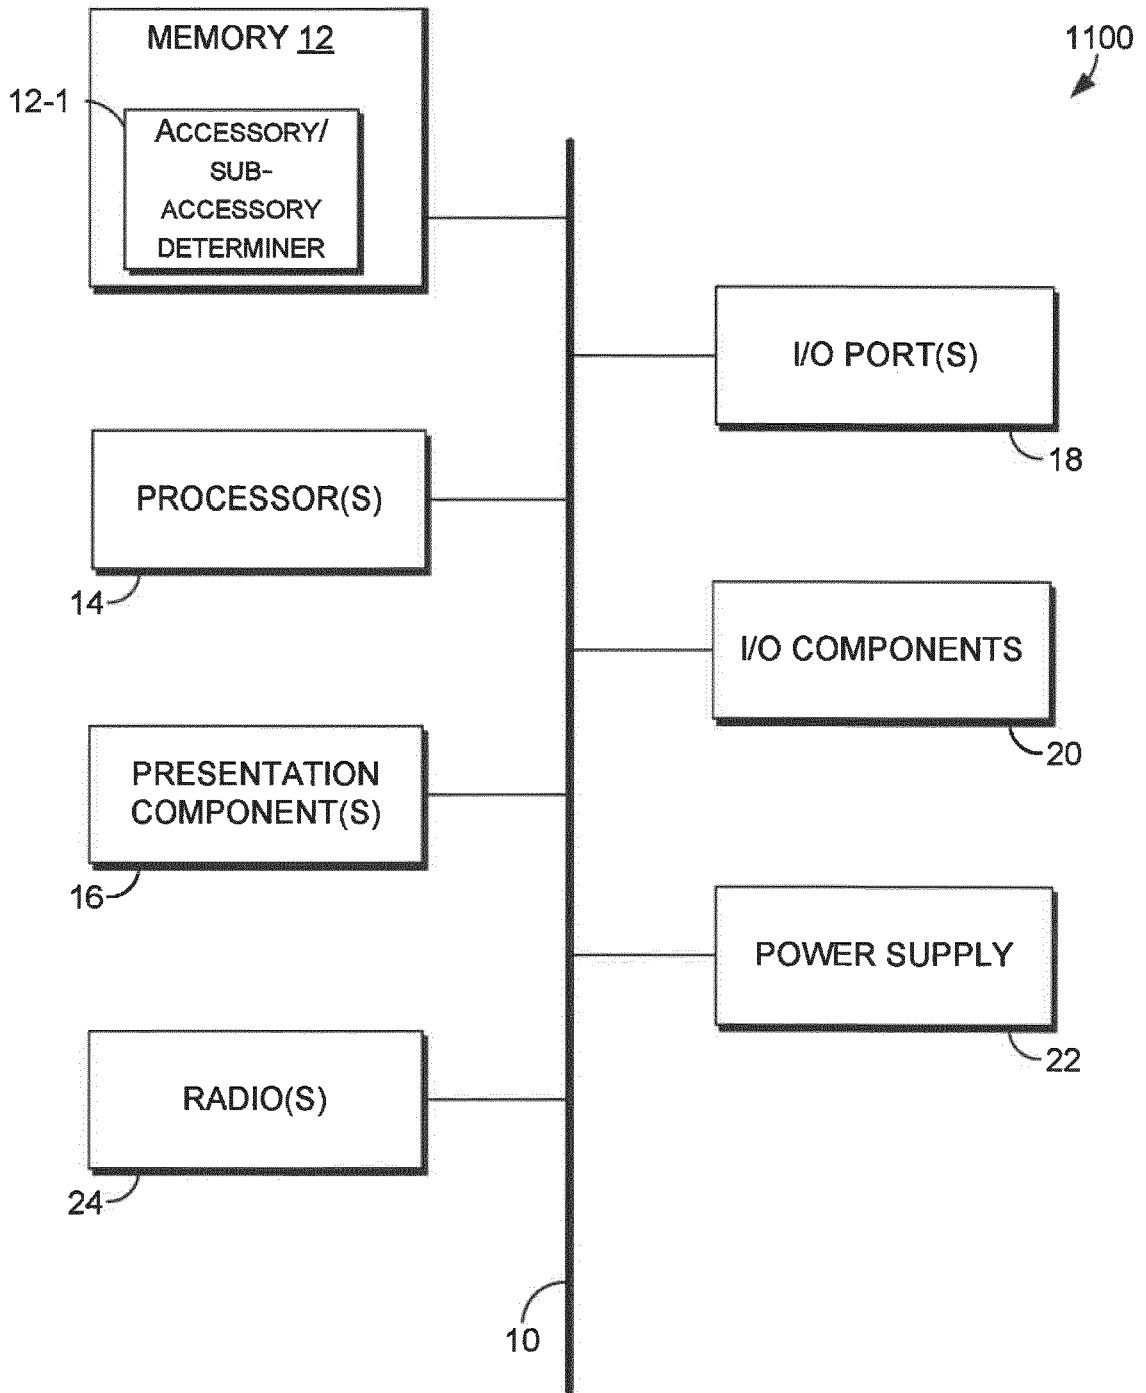 MEMORY 12
1100
12-1
ACCESSORY/
SUB-
ACCESSORY
DETERMINER
I/O PORT(S)
18
PROCESSOR(S)
14
I/O COMPONENTS
20
PRESENTATION
COMPONENT(S)
16
POWER SUPPLY
22
RADIO(S)
24
10